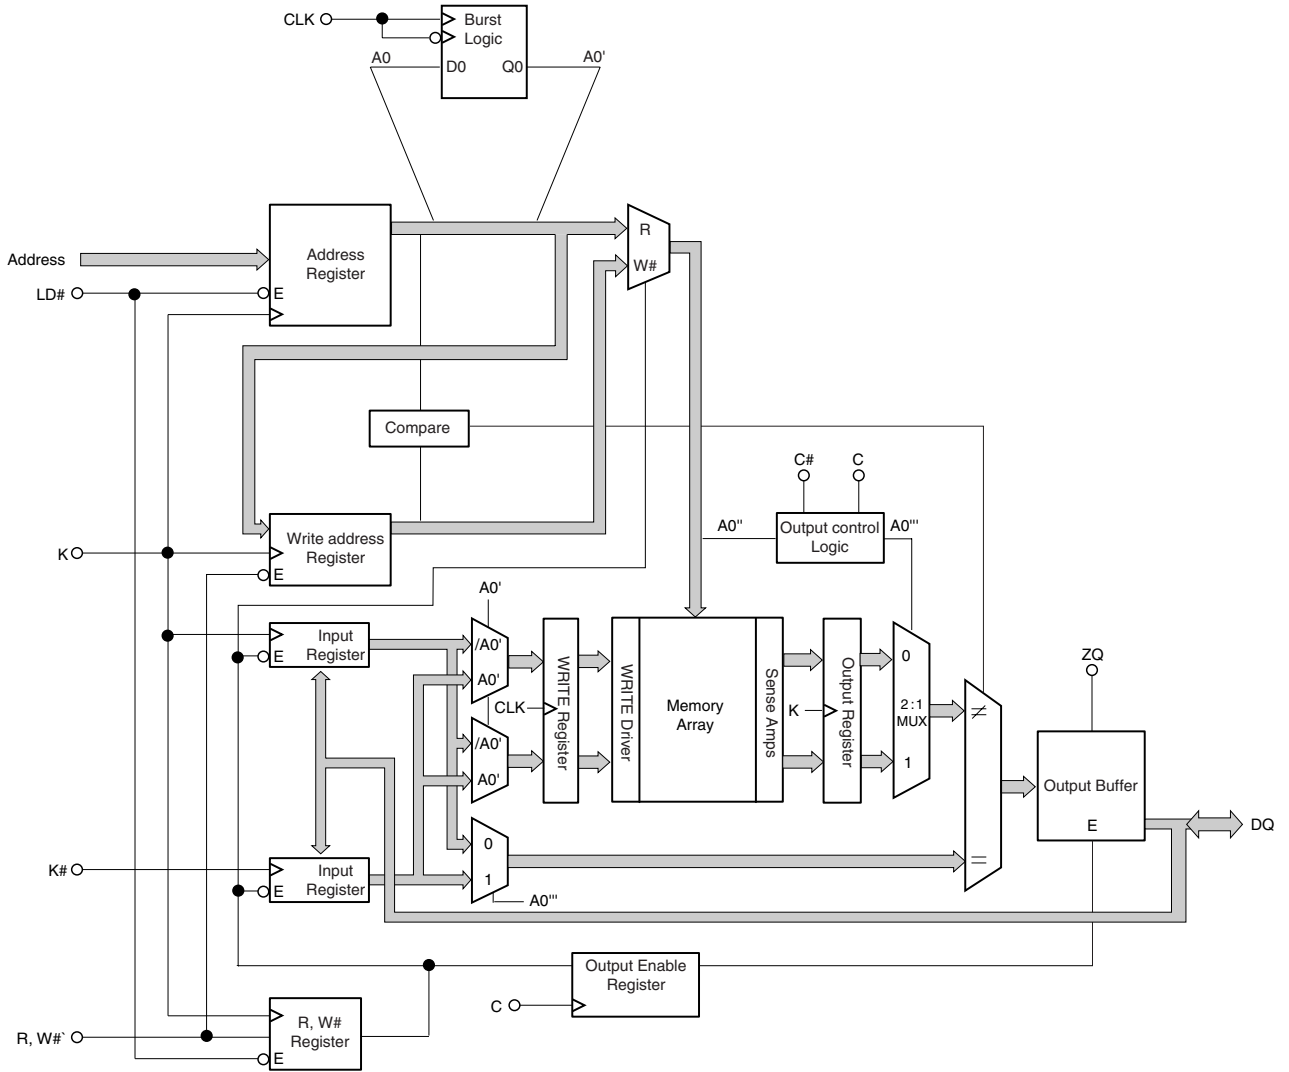 CLK
Burst
Logic
A0
D0
Q0
A0'
Address
Address
Register
LD#
E
R
W#
Compare
C#
C
A0''
Output control
Logic
A0'''
K
Write address
Register
E
A0'
Input
Register
E
/A0'
A0'
CLK
/A0'
A0'
WRITE Register
WRITE Driver
Memory
Array
Sense Amps
K
Output Register
0
2:1
MUX
1
≠
=
ZQ
Output Buffer
E
DQ
K#
Input
Register
E
0
1
A0'''
Output Enable
Register
C
R, W#`
R, W#
Register
E